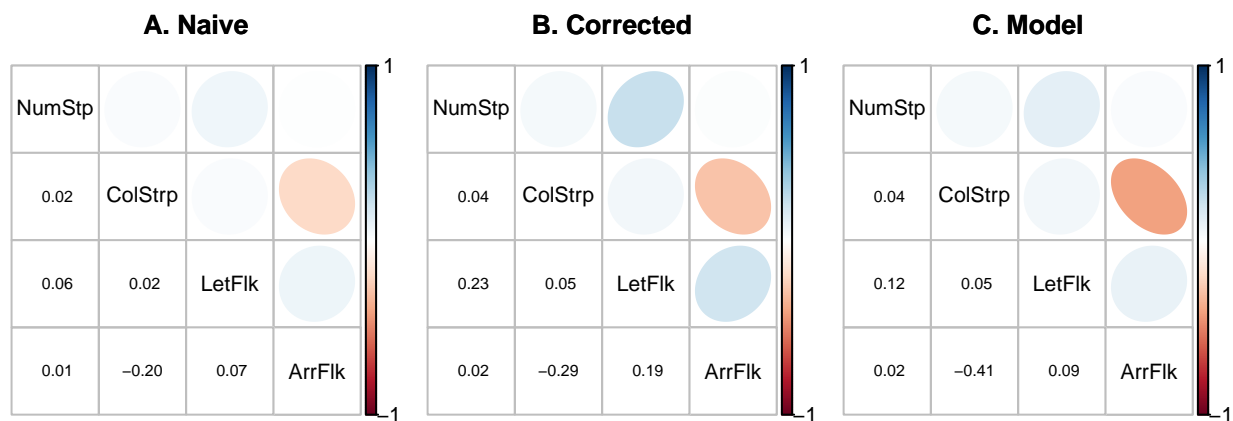 A. Naive
B. Corrected
C. Model
NumStp
0.02
ColStrp
0.06
0.02
LetFlk
0.01
−0.20
0.07
ArrFlk
1
−1
NumStp
0.04
ColStrp
0.23
0.05
LetFlk
0.02
−0.29
0.19
ArrFlk
1
−1
NumStp
0.04
ColStrp
0.12
0.05
LetFlk
0.02
−0.41
0.09
ArrFlk
1
−1